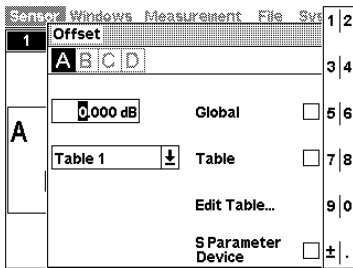 Sensor Windows Measurement File Sys
1
Offset
A B C D
A
0.000 dB
Global
Table 1
Table
Edit Table...
S Parameter
Device
1 2
3 4
5 6
7 8
9 0
± .